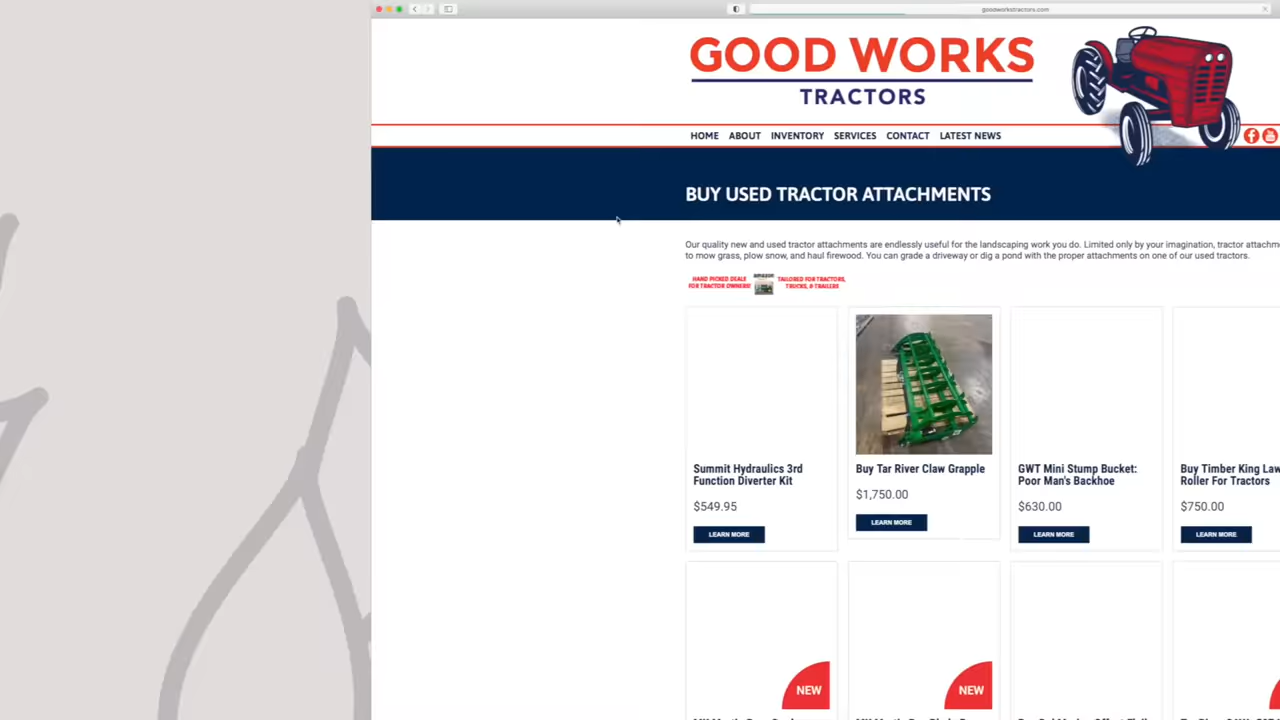 goodworkstractors.com
GOOD WORKS
TRACTORS
HOME ABOUT INVENTORY SERVICES CONTACT LATEST NEWS
BUY USED TRACTOR ATTACHMENTS
Our quality new and used tractor attachments are endlessly useful for the landscaping work you do. Limited only by your imagination, tractor attachm
to mow grass, plow snow, and haul firewood. You can grade a driveway or dig a pond with the proper attachments on one of our used tractors.
HAND PICKED DEALS
FOR TRACTOR OWNERS!
TAILORED FOR TRACTORS,
TRUCKS, & TRAILERS
Summit Hydraulics 3rd
Function Diverter Kit
$549.95
LEARN MORE
Buy Tar River Claw Grapple
$1,750.00
LEARN MORE
GWT Mini Stump Bucket:
Poor Man's Backhoe
$630.00
LEARN MORE
Buy Timber King Law
Roller For Tractors
$750.00
LEARN MORE
NEW
NEW